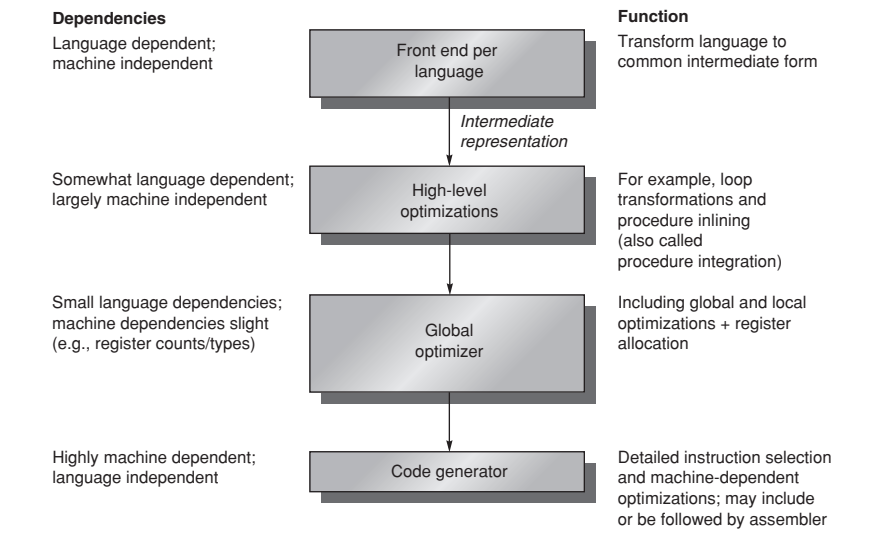 Dependencies
Function
Language dependent;
machine independent
Front end per
language
Transform language to
common intermediate form
Intermediate
representation
Somewhat language dependent;
largely machine independent
High-level
optimizations
For example, loop
transformations and
procedure inlining
(also called
procedure integration)
Small language dependencies;
machine dependencies slight
(e.g., register counts/types)
Global
optimizer
Including global and local
optimizations + register
allocation
Highly machine dependent;
language independent
Code generator
Detailed instruction selection
and machine-dependent
optimizations; may include
or be followed by assembler